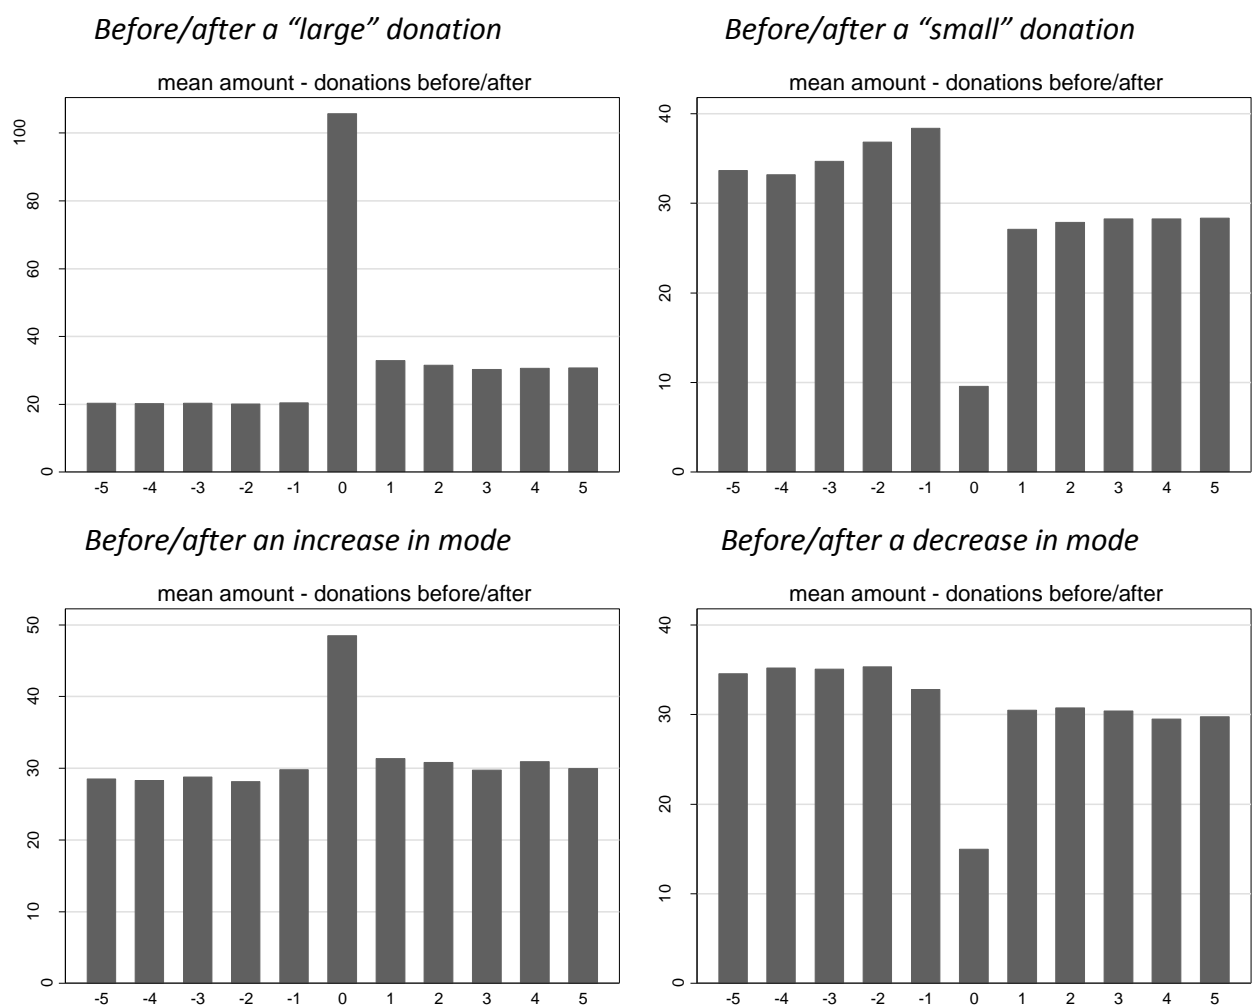 Before/after a “large” donation
mean amount - donations before/after
100
80
60
40
20
0
-5 -4 -3 -2 -1 0 1 2 3 4 5
Before/after a “small” donation
mean amount - donations before/after
40
30
20
10
0
-5 -4 -3 -2 -1 0 1 2 3 4 5
Before/after an increase in mode
mean amount - donations before/after
50
40
30
20
10
0
-5 -4 -3 -2 -1 0 1 2 3 4 5
Before/after a decrease in mode
mean amount - donations before/after
40
30
20
10
0
-5 -4 -3 -2 -1 0 1 2 3 4 5